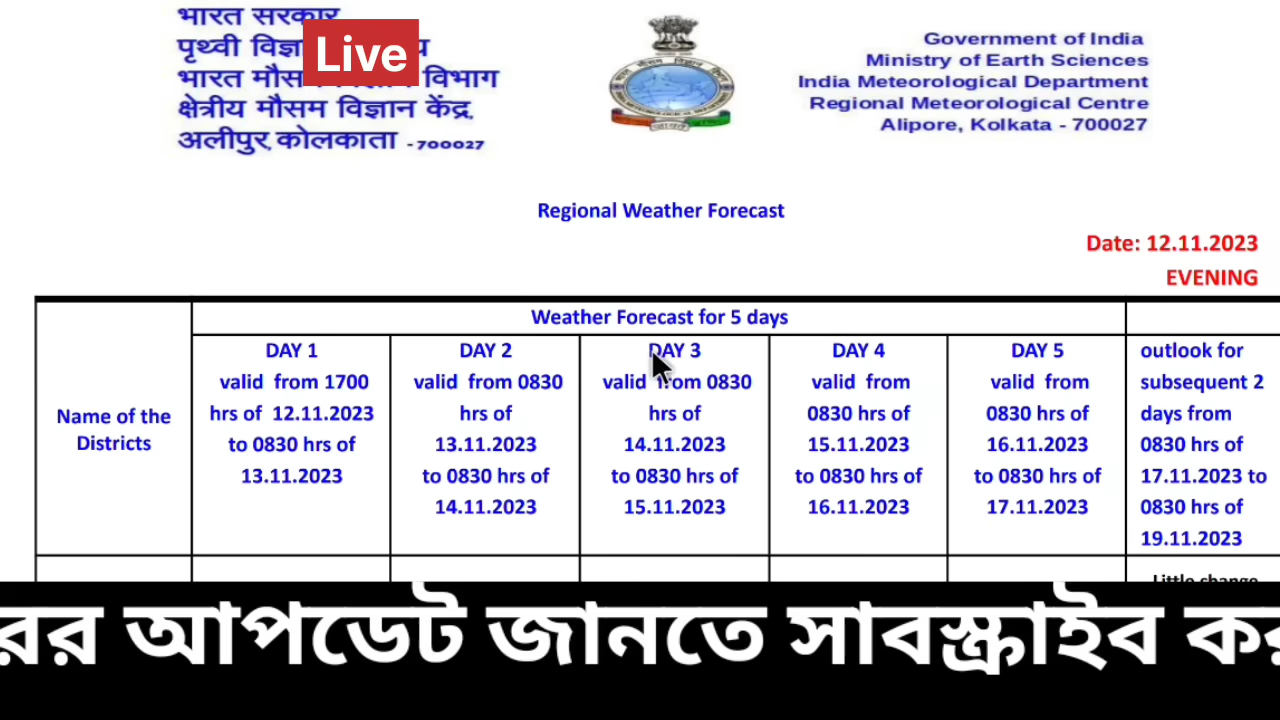 भारत सरकार
पृथ्वी
Live
भारत विभाग
क्षेत्रीय मौसम विज्ञान केंद्र,
अलीपुर, कोलकाता - 700027
Government of India
Ministry of Earth Sciences
India Meteorological Department
Regional Meteorological Centre
Alipore, Kolkata - 700027
Regional Weather Forecast
Date: 12.11.2023
EVENING
Name of the
Districts
Weather Forecast for 5 days
DAY 1
valid from 1700
hrs of 12.11.2023
to 0830 hrs of
13.11.2023
DAY 2
valid from 0830
hrs of
13.11.2023
to 0830 hrs of
14.11.2023
DAY 3
valid from 0830
hrs of
14.11.2023
to 0830 hrs of
15.11.2023
DAY 4
valid from
0830 hrs of
15.11.2023
to 0830 hrs of
16.11.2023
DAY 5
valid from
0830 hrs of
16.11.2023
to 0830 hrs of
17.11.2023
outlook for
subsequent 2
days from
0830 hrs of
17.11.2023 to
0830 hrs of
19.11.2023
Little change
আপডেট জানতে সাবস্ক্রাইব